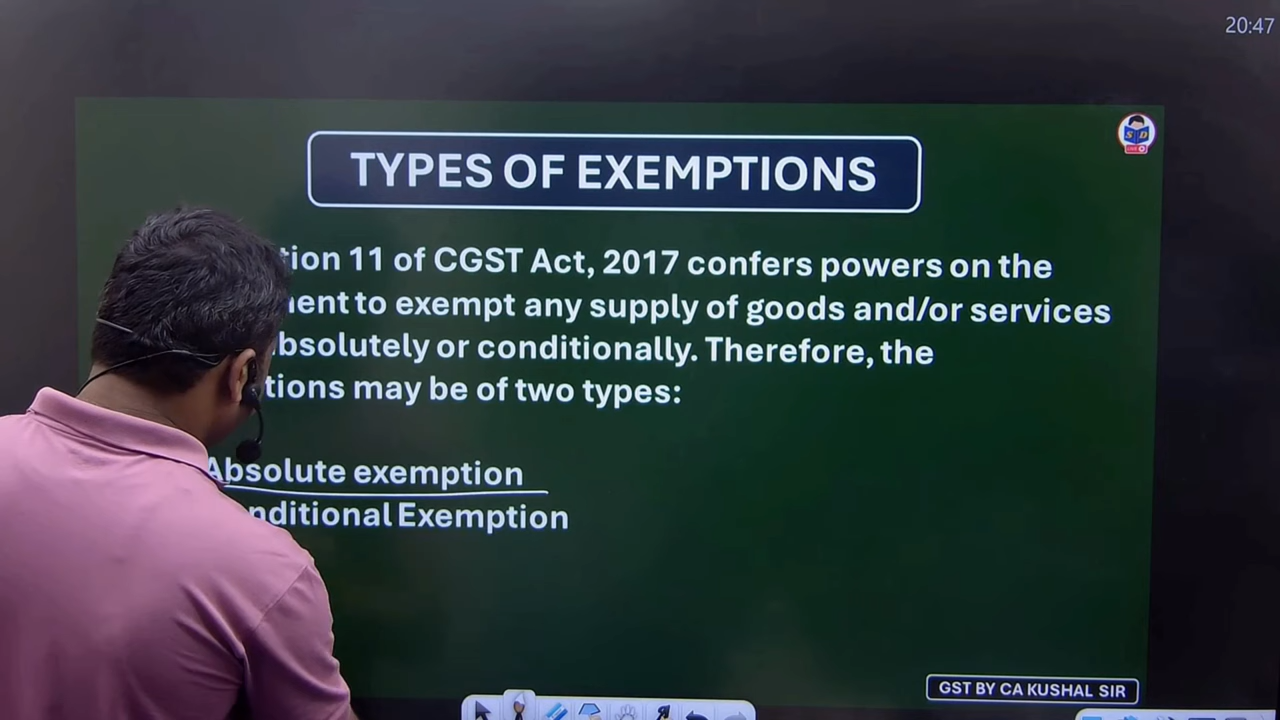 20:47
TYPES OF EXEMPTIONS
tion 11 of CGST Act, 2017 confers powers on the
ent to exempt any supply of goods and/or services
bsolutely or conditionally. Therefore, the
tions may be of two types:
Absolute exemption
nditional Exemption
GST BY CA KUSHAL SIR